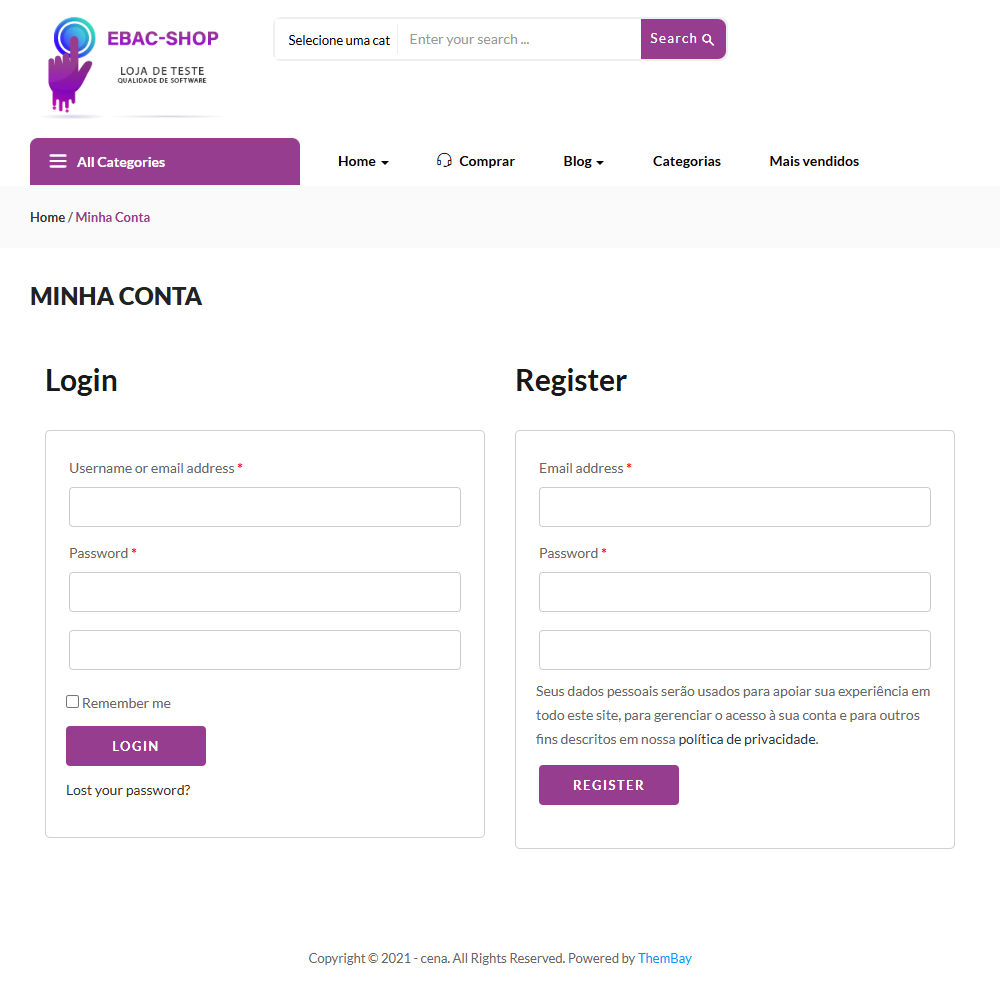 EBAC-SHOP
LOJA DE TESTE
QUALIDADE DE SOFTWARE
Selecione uma cat
Enter your search ...
Search
All Categories
Home
Comprar
Blog
Categorias
Mais vendidos
Home / Minha Conta
MINHA CONTA
Login
Username or email address *
Password *
Remember me
LOGIN
Lost your password?
Register
Email address *
Password *
Seus dados pessoais serão usados para apoiar sua experiência em
todo este site, para gerenciar o acesso à sua conta e para outros
fins descritos em nossa política de privacidade.
REGISTER
Copyright © 2021 - cena. All Rights Reserved. Powered by ThemBay